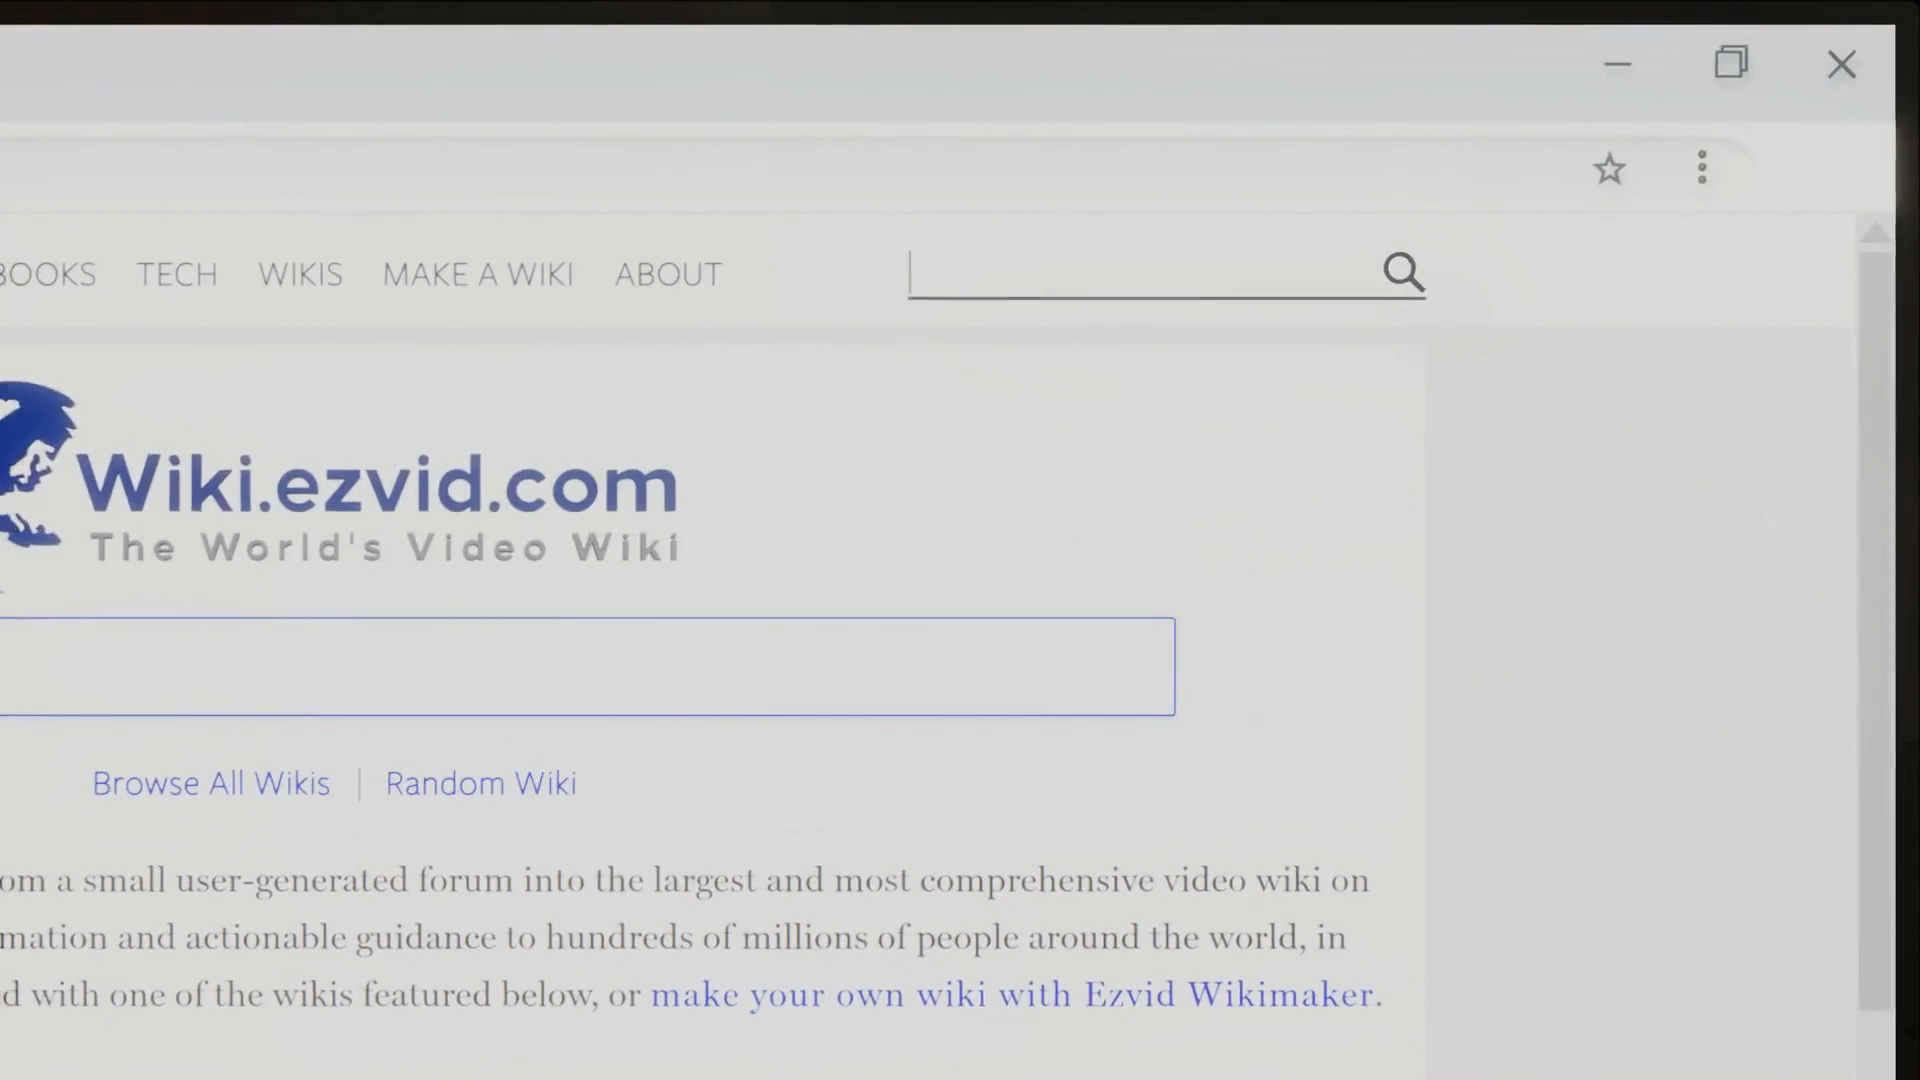 BOOKS TECH WIKIS MAKE A WIKI ABOUT
Wiki.ezvid.com
The World's Video Wiki
Browse All Wikis | Random Wiki
a small user-generated forum into the largest and most comprehensive video wiki on
and actionable guidance to hundreds of millions of people around the world, in
with one of the wikis featured below, or make your own wiki with Ezvid Wikimaker.